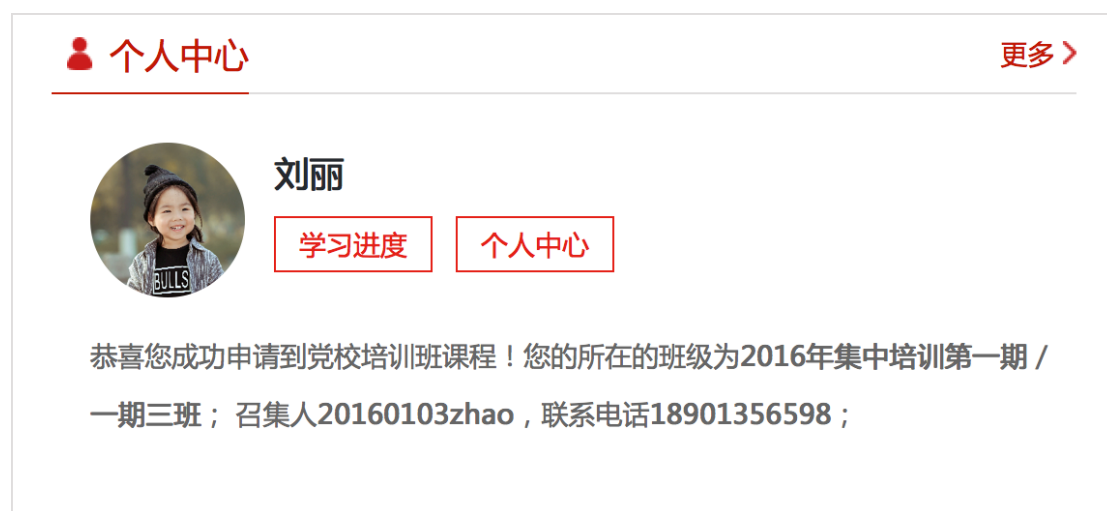 个人中心
更多
刘丽
学习进度
个人中心
BULLS
恭喜您成功申请到党校培训班课程！您的所在的班级为2016年集中培训第一期 /
一期三班； 召集人20160103zhao，联系电话18901356598；